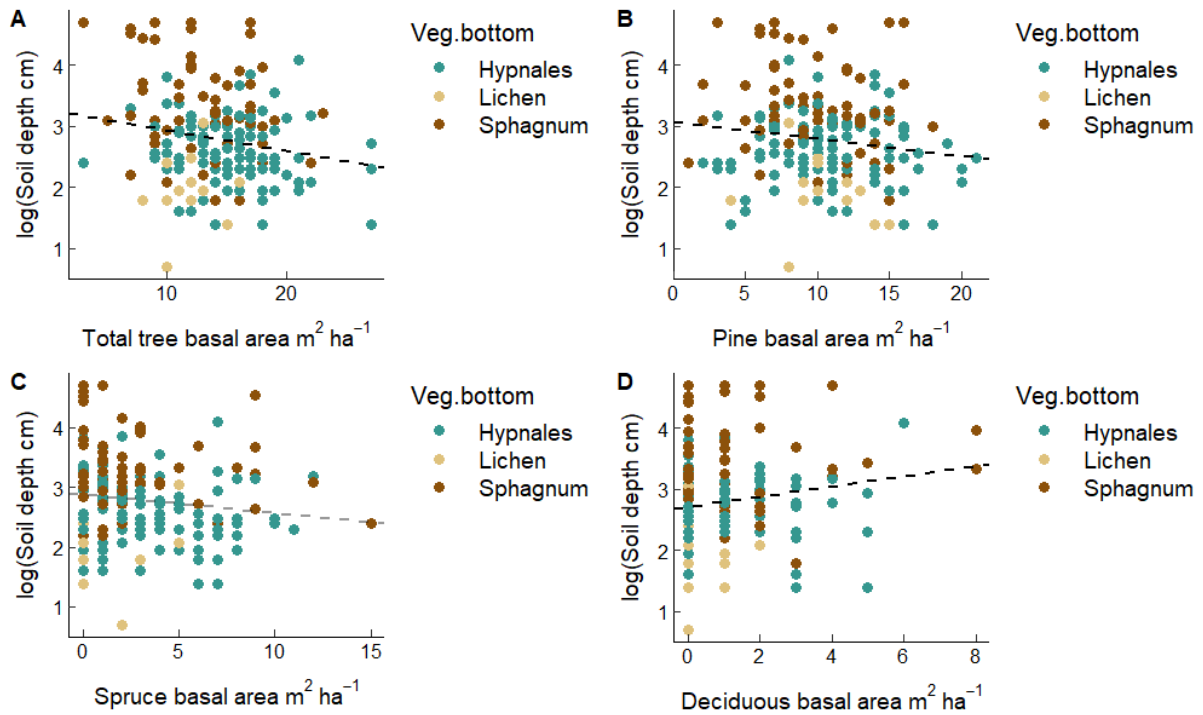 A
log(Soil depth cm)
4
3
2
1
10 20
Total tree basal area m² ha⁻¹
Veg.bottom
Hypnales
Lichen
Sphagnum
B
log(Soil depth cm)
4
3
2
1
0 5 10 15 20
Pine basal area m² ha⁻¹
Veg.bottom
Hypnales
Lichen
Sphagnum
C
log(Soil depth cm)
4
3
2
1
0 5 10 15
Spruce basal area m² ha⁻¹
Veg.bottom
Hypnales
Lichen
Sphagnum
D
log(Soil depth cm)
4
3
2
1
0 2 4 6 8
Deciduous basal area m² ha⁻¹
Veg.bottom
Hypnales
Lichen
Sphagnum